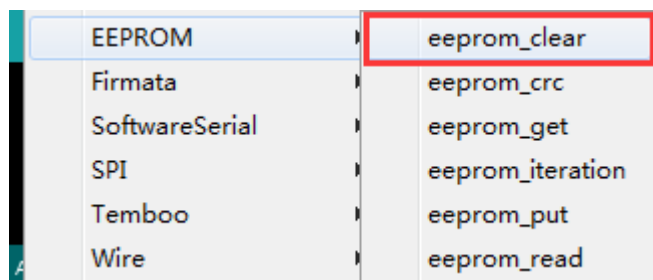 EEPROM
Firmata
SoftwareSerial
SPI
Temboo
Wire
eeprom_clear
eeprom_crc
eeprom_get
eeprom_iteration
eeprom_put
eeprom_read